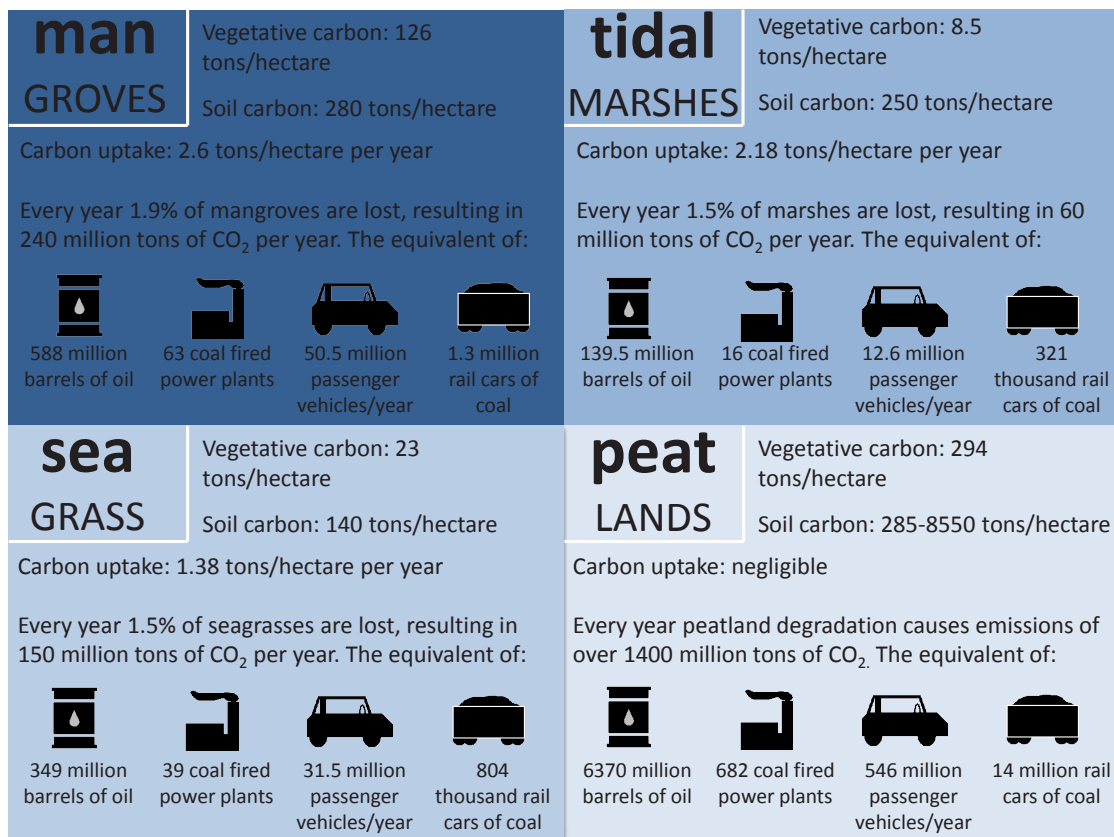 man
GROVES
Vegetative carbon: 126
tons/hectare
Soil carbon: 280 tons/hectare
Carbon uptake: 2.6 tons/hectare per year
Every year 1.9% of mangroves are lost, resulting in
240 million tons of CO₂ per year. The equivalent of:
588 million
barrels of oil
63 coal fired
power plants
50.5 million
passenger
vehicles/year
1.3 million
rail cars of
coal
tidal
MARSHES
Vegetative carbon: 8.5
tons/hectare
Soil carbon: 250 tons/hectare
Carbon uptake: 2.18 tons/hectare per year
Every year 1.5% of marshes are lost, resulting in 60
million tons of CO₂ per year. The equivalent of:
139.5 million
barrels of oil
16 coal fired
power plants
12.6 million
passenger
vehicles/year
321
thousand rail
cars of coal
sea
GRASS
Vegetative carbon: 23
tons/hectare
Soil carbon: 140 tons/hectare
Carbon uptake: 1.38 tons/hectare per year
Every year 1.5% of seagrasses are lost, resulting in
150 million tons of CO₂ per year. The equivalent of:
349 million
barrels of oil
39 coal fired
power plants
31.5 million
passenger
vehicles/year
804
thousand rail
cars of coal
peat
LANDS
Vegetative carbon: 294
tons/hectare
Soil carbon: 285-8550 tons/hectare
Carbon uptake: negligible
Every year peatland degradation causes emissions of
over 1400 million tons of CO₂. The equivalent of:
6370 million
barrels of oil
682 coal fired
power plants
546 million
passenger
vehicles/year
14 million rail
cars of coal